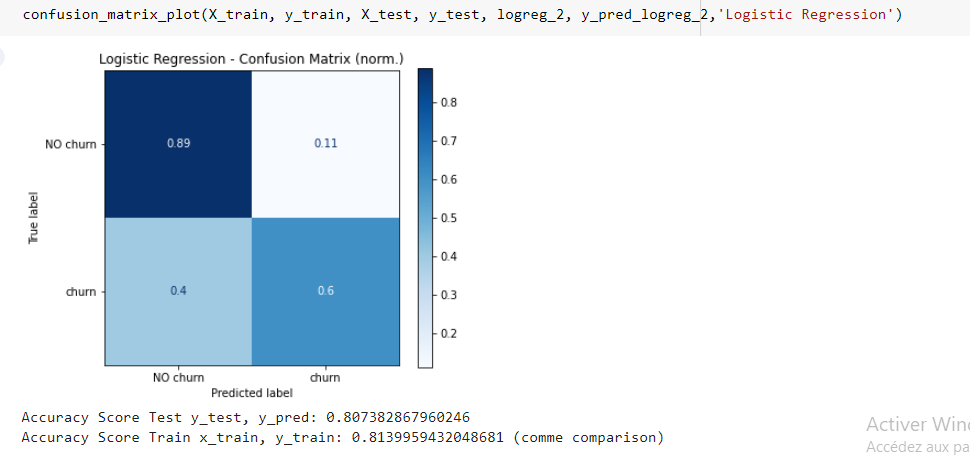 confusion_matrix_plot(X_train, y_train, X_test, y_test, logreg_2, y_pred_logreg_2,'Logistic Regression')
Logistic Regression - Confusion Matrix (norm.)
NO churn
0.89
0.11
churn
0.4
0.6
True label
NO churn
churn
Predicted label
0.8
0.7
0.6
0.5
0.4
0.3
0.2
Accuracy Score Test y_test, y_pred: 0.807382867960246
Accuracy Score Train x_train, y_train: 0.8139959432048681 (comme comparison)
Activer Win
Accédez aux pa